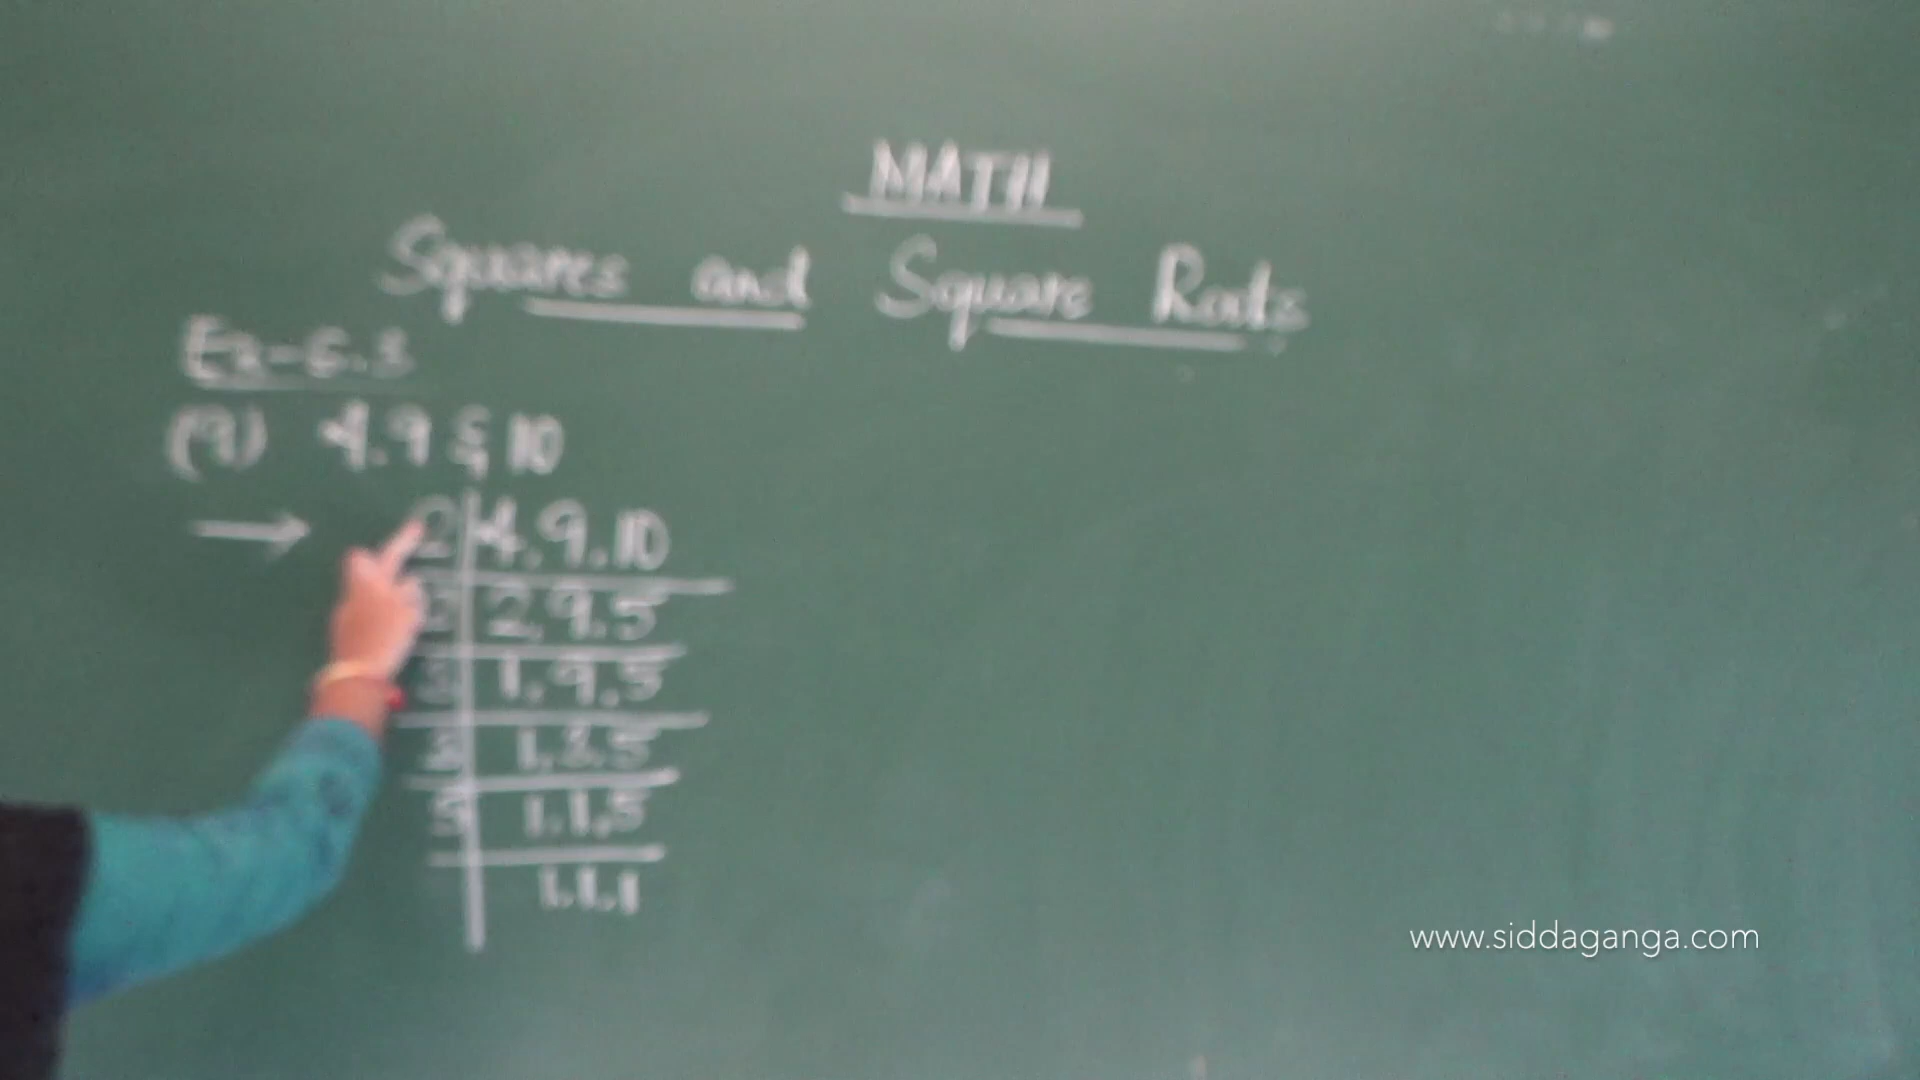 MATH
Squares and Square Roots
Ex-6.3
(9) 4.9 & 10
→ 2 | 4, 9, 10
2 | 2, 9, 5
3 | 1, 9, 5
3 | 1, 3, 5
5 | 1, 1, 5
1, 1, 1
www.siddaganga.com